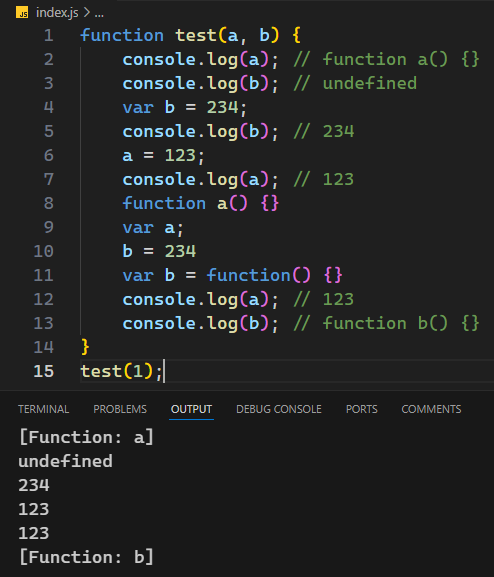 JS index.js > ...
1 function test(a, b) {
2 console.log(a); // function a() {}
3 console.log(b); // undefined
4 var b = 234;
5 console.log(b); // 234
6 a = 123;
7 console.log(a); // 123
8 function a() {}
9 var a;
10 b = 234
11 var b = function() {}
12 console.log(a); // 123
13 console.log(b); // function b() {}
14 }
15 test(1);
TERMINAL PROBLEMS OUTPUT DEBUG CONSOLE PORTS COMMENTS
[Function: a]
undefined
234
123
123
[Function: b]